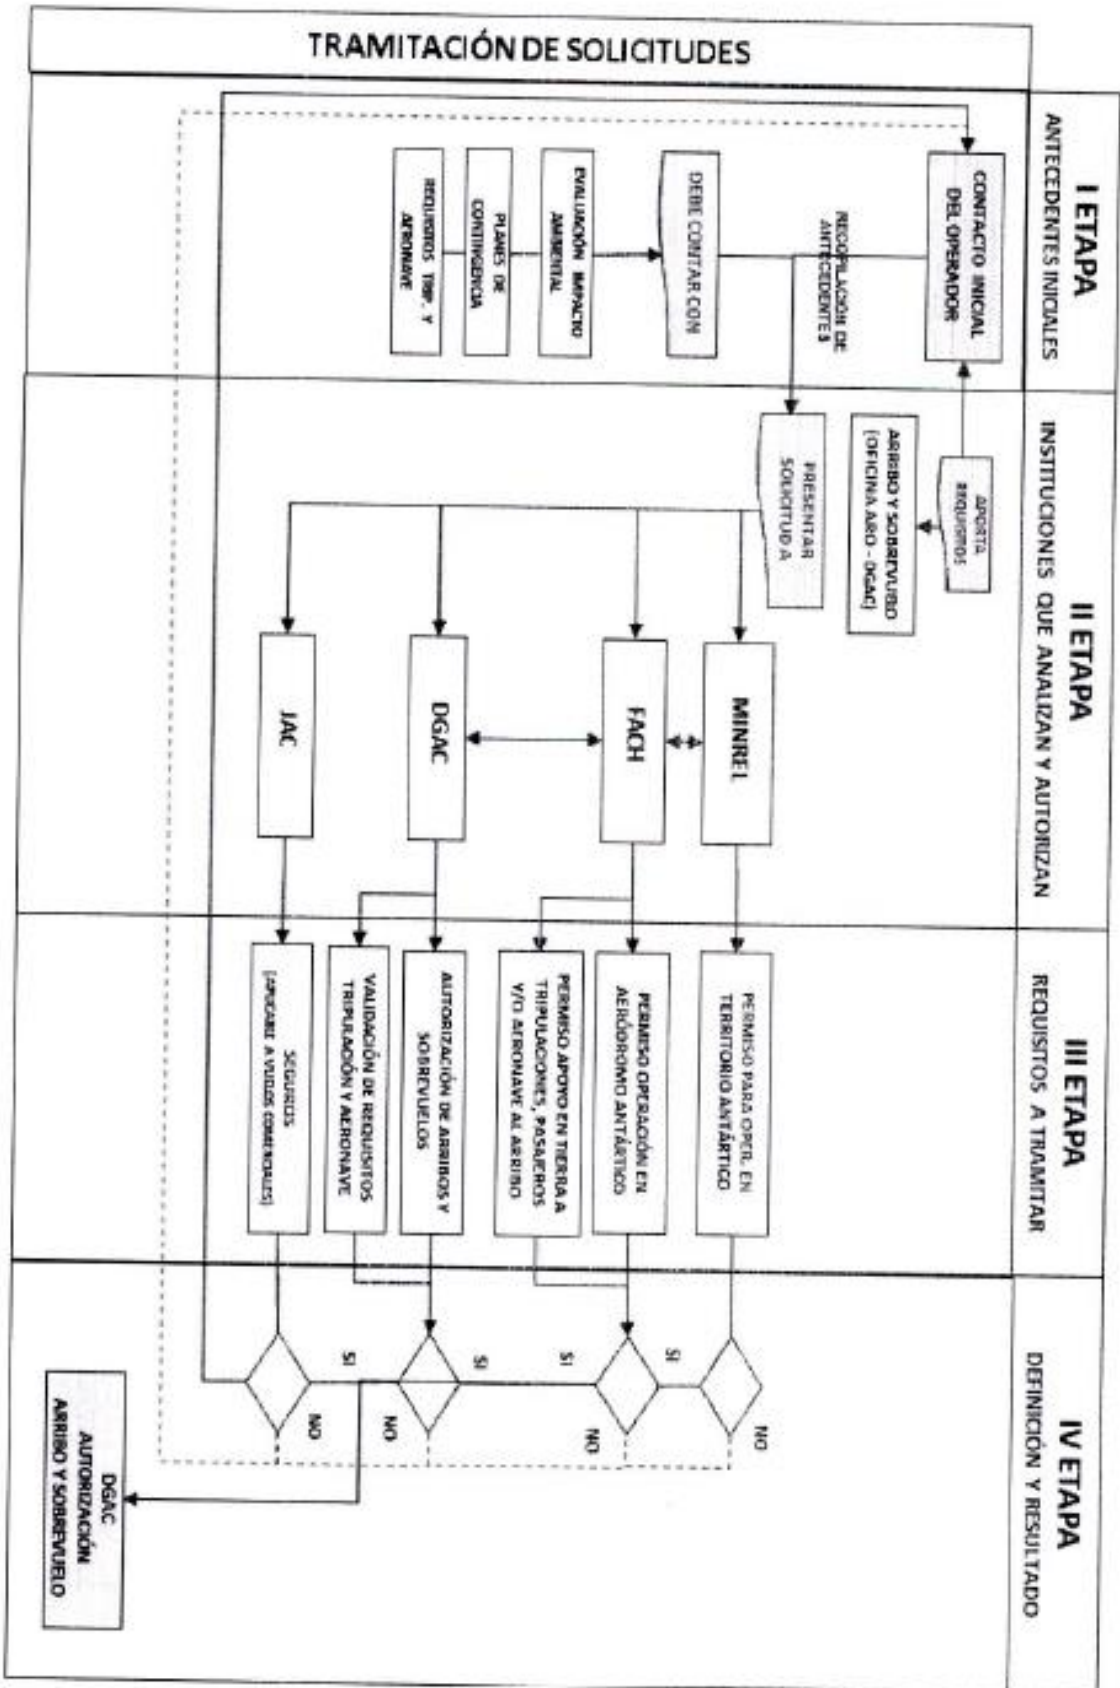 TRAMITACIÓN DE SOLICITUDES
I ETAPA
ANTECEDENTES INICIALES
CONTACTO INICIAL
DEL OPERADOR
RECOPILACIÓN DE
ANTECEDENTES
DEBE CONTAR CON
EVALUACIÓN IMPACTO
AMBIENTAL
PLANES DE
CONTINGENCIA
REQUISITOS TRIP. Y
AERONAVE
II ETAPA
INSTITUCIONES QUE ANALIZAN Y AUTORIZAN
APORTA
REQUISITOS
ARRIBO Y SOBREVUELO
(OFICINA ARO - DGAC)
PRESENTAR
SOLICITUD A
MINREL
FACH
DGAC
JAC
III ETAPA
REQUISITOS A TRAMITAR
PERMISO PARA OPER. EN
TERRITORIO ANTÁRTICO
PERMISO OPERACIÓN EN
AERÓDROMO ANTÁRTICO
PERMISO APOYO EN TIERRA A
TRIPULACIONES, PASAJEROS
Y/O AERONAVE AL ARRIBO
AUTORIZACIÓN DE ARRIBOS Y
SOBREVUELOS
VALIDACIÓN DE REQUISITOS
TRIPULACIÓN Y AERONAVE
SEGUROS
(APLICABLE A VUELOS COMERCIALES)
IV ETAPA
DEFINICIÓN Y RESULTADO
NO
SI
NO
SI
SI
NO
SI
NO
DGAC
AUTORIZACIÓN
ARRIBO Y SOBREVUELO